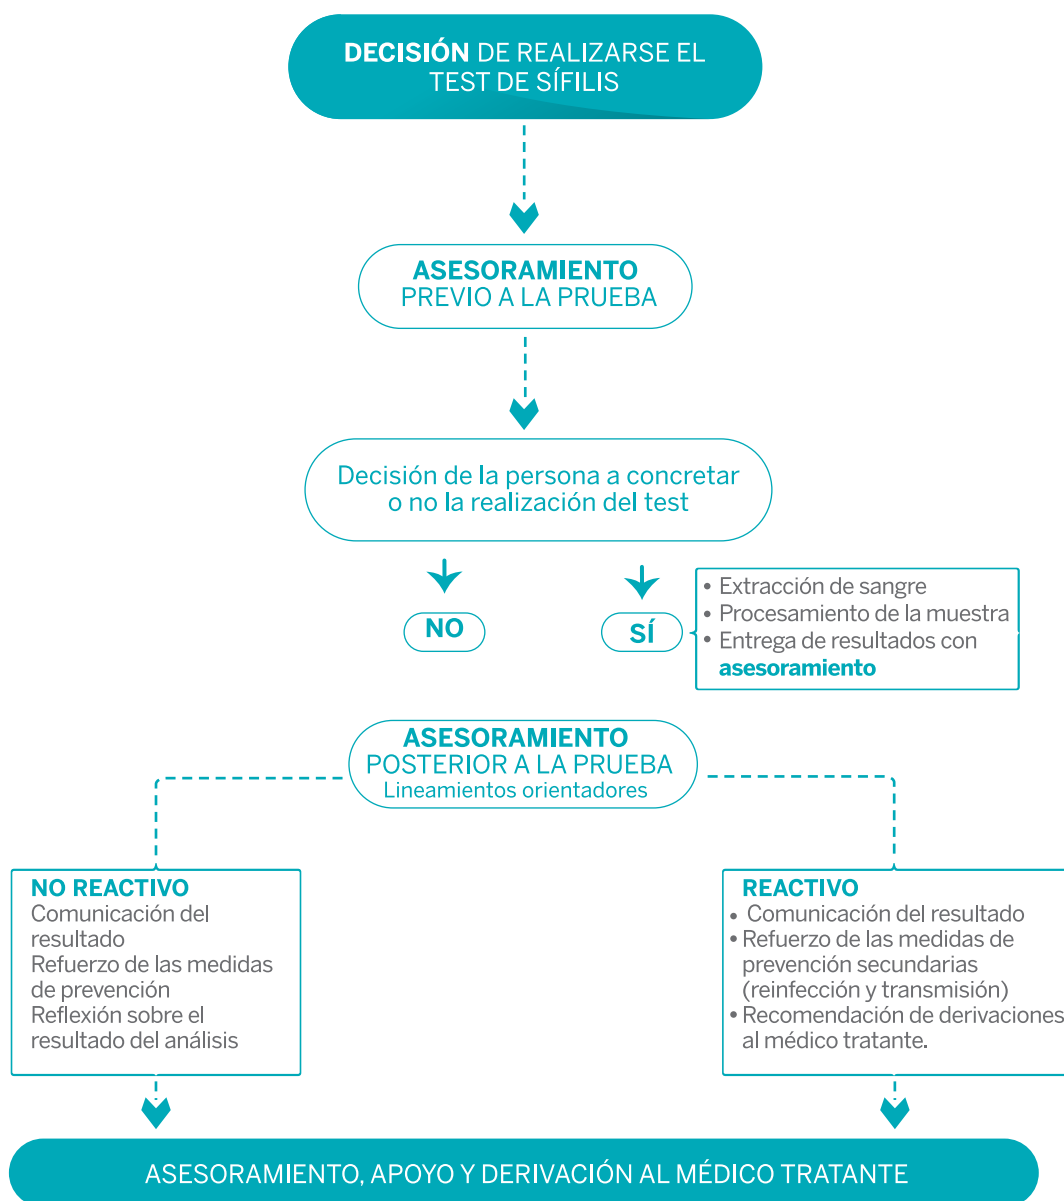 DECISIÓN DE REALIZARSE EL
TEST DE SÍFILIS
ASESORAMIENTO
PREVIO A LA PRUEBA
Decisión de la persona a concretar
o no la realización del test
NO
SÍ
• Extracción de sangre
• Procesamiento de la muestra
• Entrega de resultados con
asesoramiento
ASESORAMIENTO
POSTERIOR A LA PRUEBA
Lineamientos orientadores
NO REACTIVO
Comunicación del
resultado
Refuerzo de las medidas
de prevención
Reflexión sobre el
resultado del análisis
REACTIVO
• Comunicación del resultado
• Refuerzo de las medidas de
prevención secundarias
(reinfección y transmisión)
• Recomendación de derivaciones
al médico tratante.
ASESORAMIENTO, APOYO Y DERIVACIÓN AL MÉDICO TRATANTE